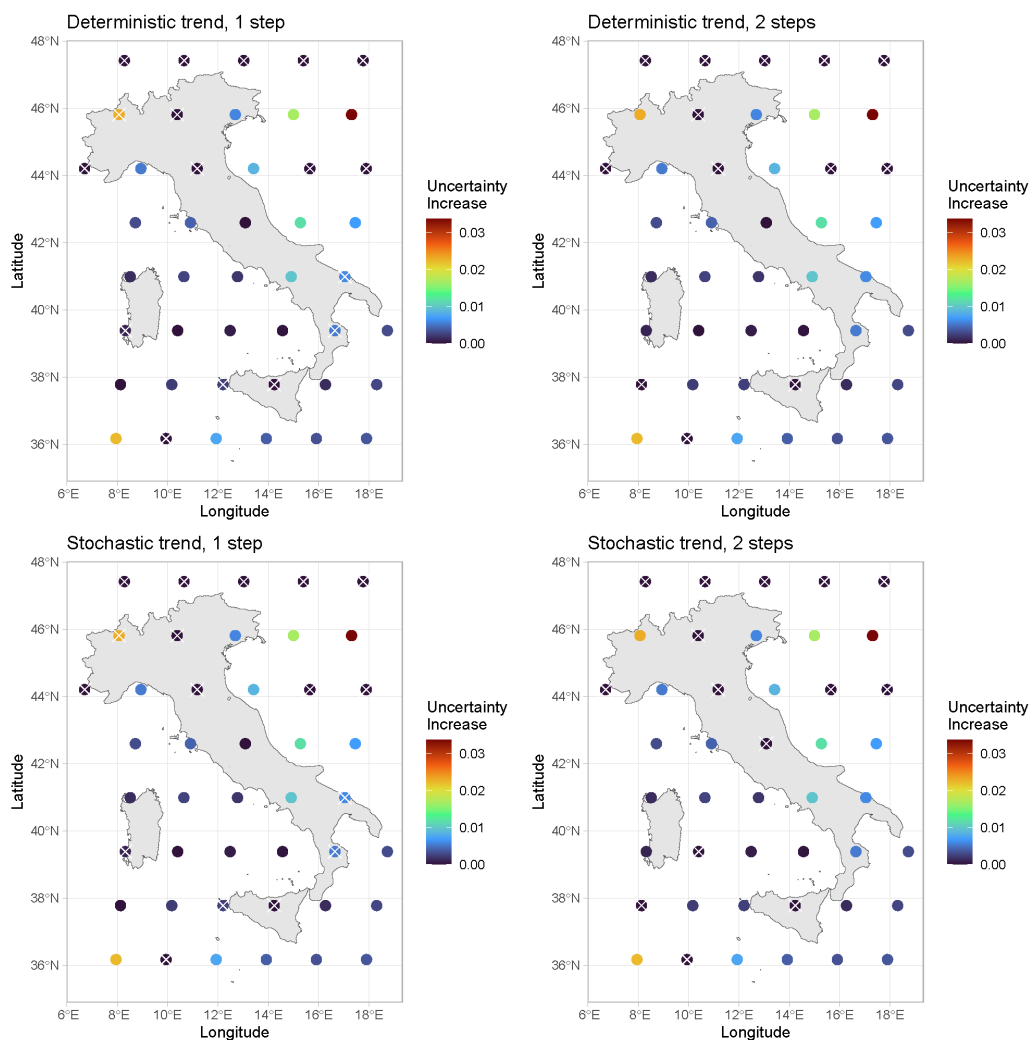 Deterministic trend, 1 step
48°N
46°N
44°N
42°N
40°N
38°N
36°N
Latitude
6°E 8°E 10°E 12°E 14°E 16°E 18°E
Longitude
Uncertainty
Increase
0.03
0.02
0.01
0.00
Deterministic trend, 2 steps
48°N
46°N
44°N
42°N
40°N
38°N
36°N
Latitude
6°E 8°E 10°E 12°E 14°E 16°E 18°E
Longitude
Uncertainty
Increase
0.03
0.02
0.01
0.00
Stochastic trend, 1 step
48°N
46°N
44°N
42°N
40°N
38°N
36°N
Latitude
6°E 8°E 10°E 12°E 14°E 16°E 18°E
Longitude
Uncertainty
Increase
0.03
0.02
0.01
0.00
Stochastic trend, 2 steps
48°N
46°N
44°N
42°N
40°N
38°N
36°N
Latitude
6°E 8°E 10°E 12°E 14°E 16°E 18°E
Longitude
Uncertainty
Increase
0.03
0.02
0.01
0.00